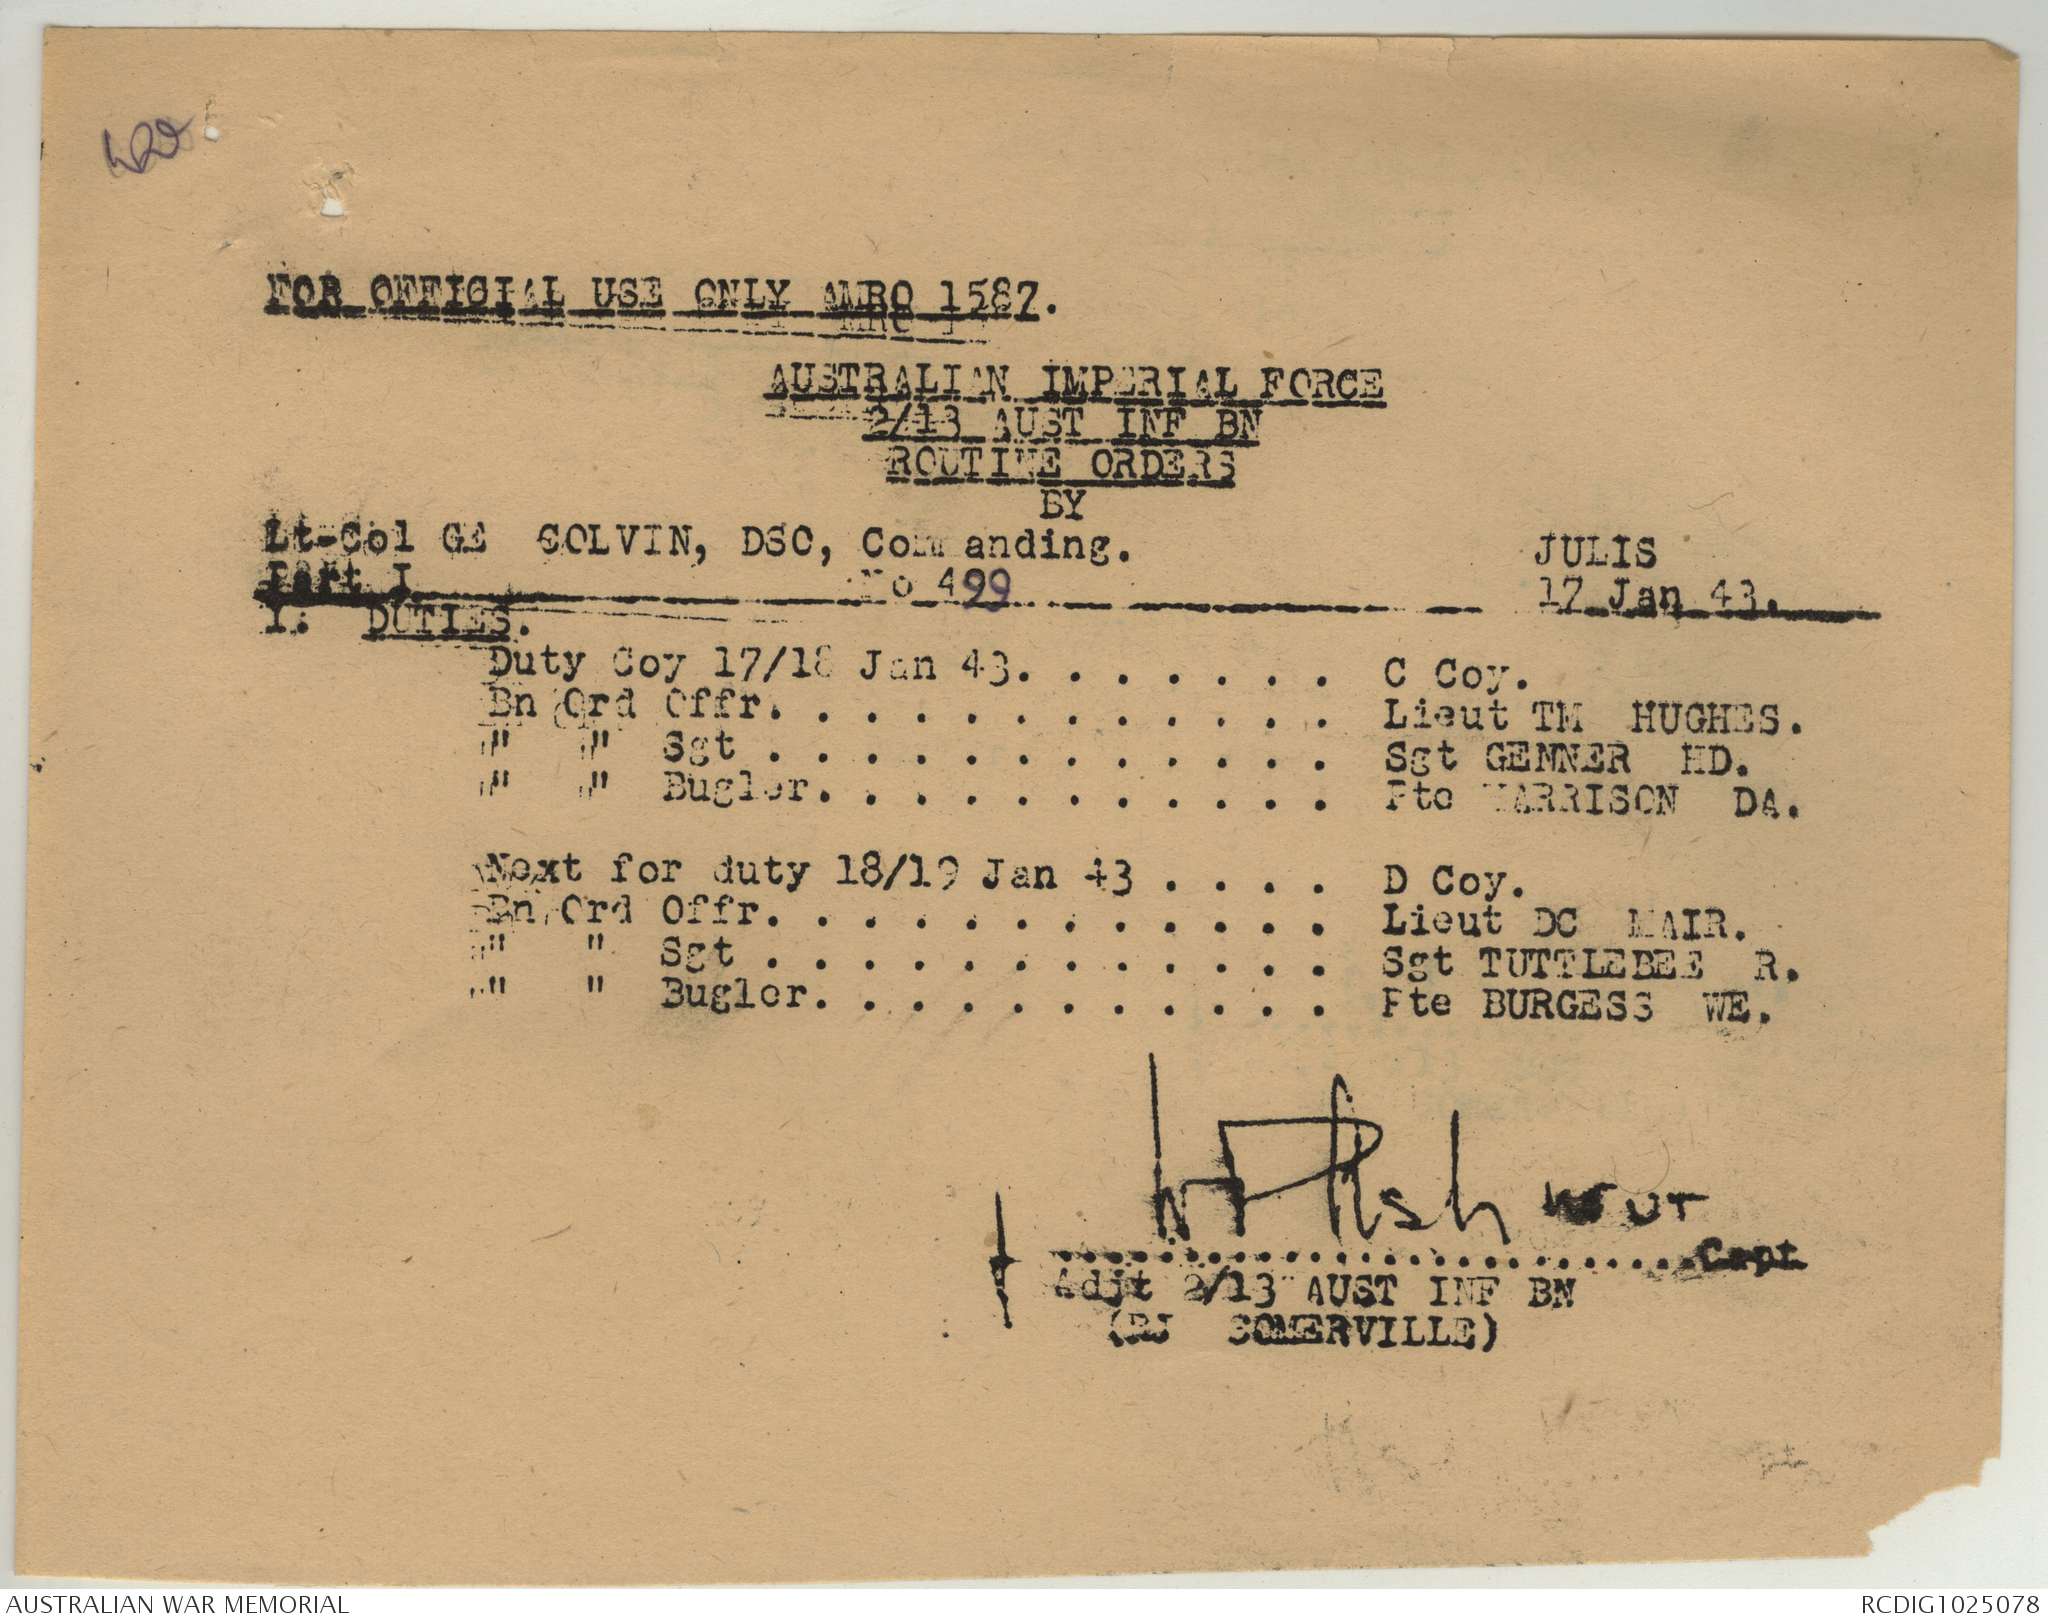 FOR OFFICIAL USE ONLY AMRO 1587.
AUSTRALIAN IMPERIAL FORCE
2/13 AUST INF BN
ROUTINE ORDERS
BY
Lt-Col GE COLVIN, DSO, Commanding. JULIS
Part I No 499 17 Jan 43.
1. DUTIES.
Duty Coy 17/18 Jan 43. . . . . . . C Coy.
Bn Ord Offr. . . . . . . . . . . . Lieut TM HUGHES.
" " Sgt . . . . . . . . . . . . Sgt GENNER HD.
" " Bugler. . . . . . . . . . . Pte HARRISON DA.
Next for duty 18/19 Jan 43 . . . . D Coy.
Bn Ord Offr. . . . . . . . . . . . Lieut DC MAIR.
" " Sgt . . . . . . . . . . . . Sgt TUTTLEBEE R.
" " Bugler. . . . . . . . . . . Pte BURGESS WE.
..........................Capt
Adjt 2/13 AUST INF BN
(RJ SOMERVILLE)
AUSTRALIAN WAR MEMORIAL RCDIG1025078